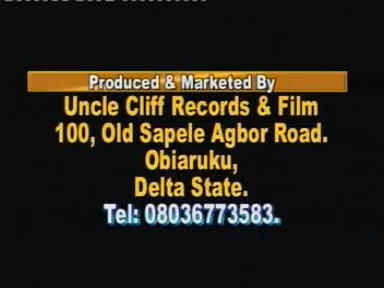 Produced & Marketed By
Uncle Cliff Records & Film
100, Old Sapele Agbor Road.
Obiaruku,
Delta State.
Tel: 08036773583.